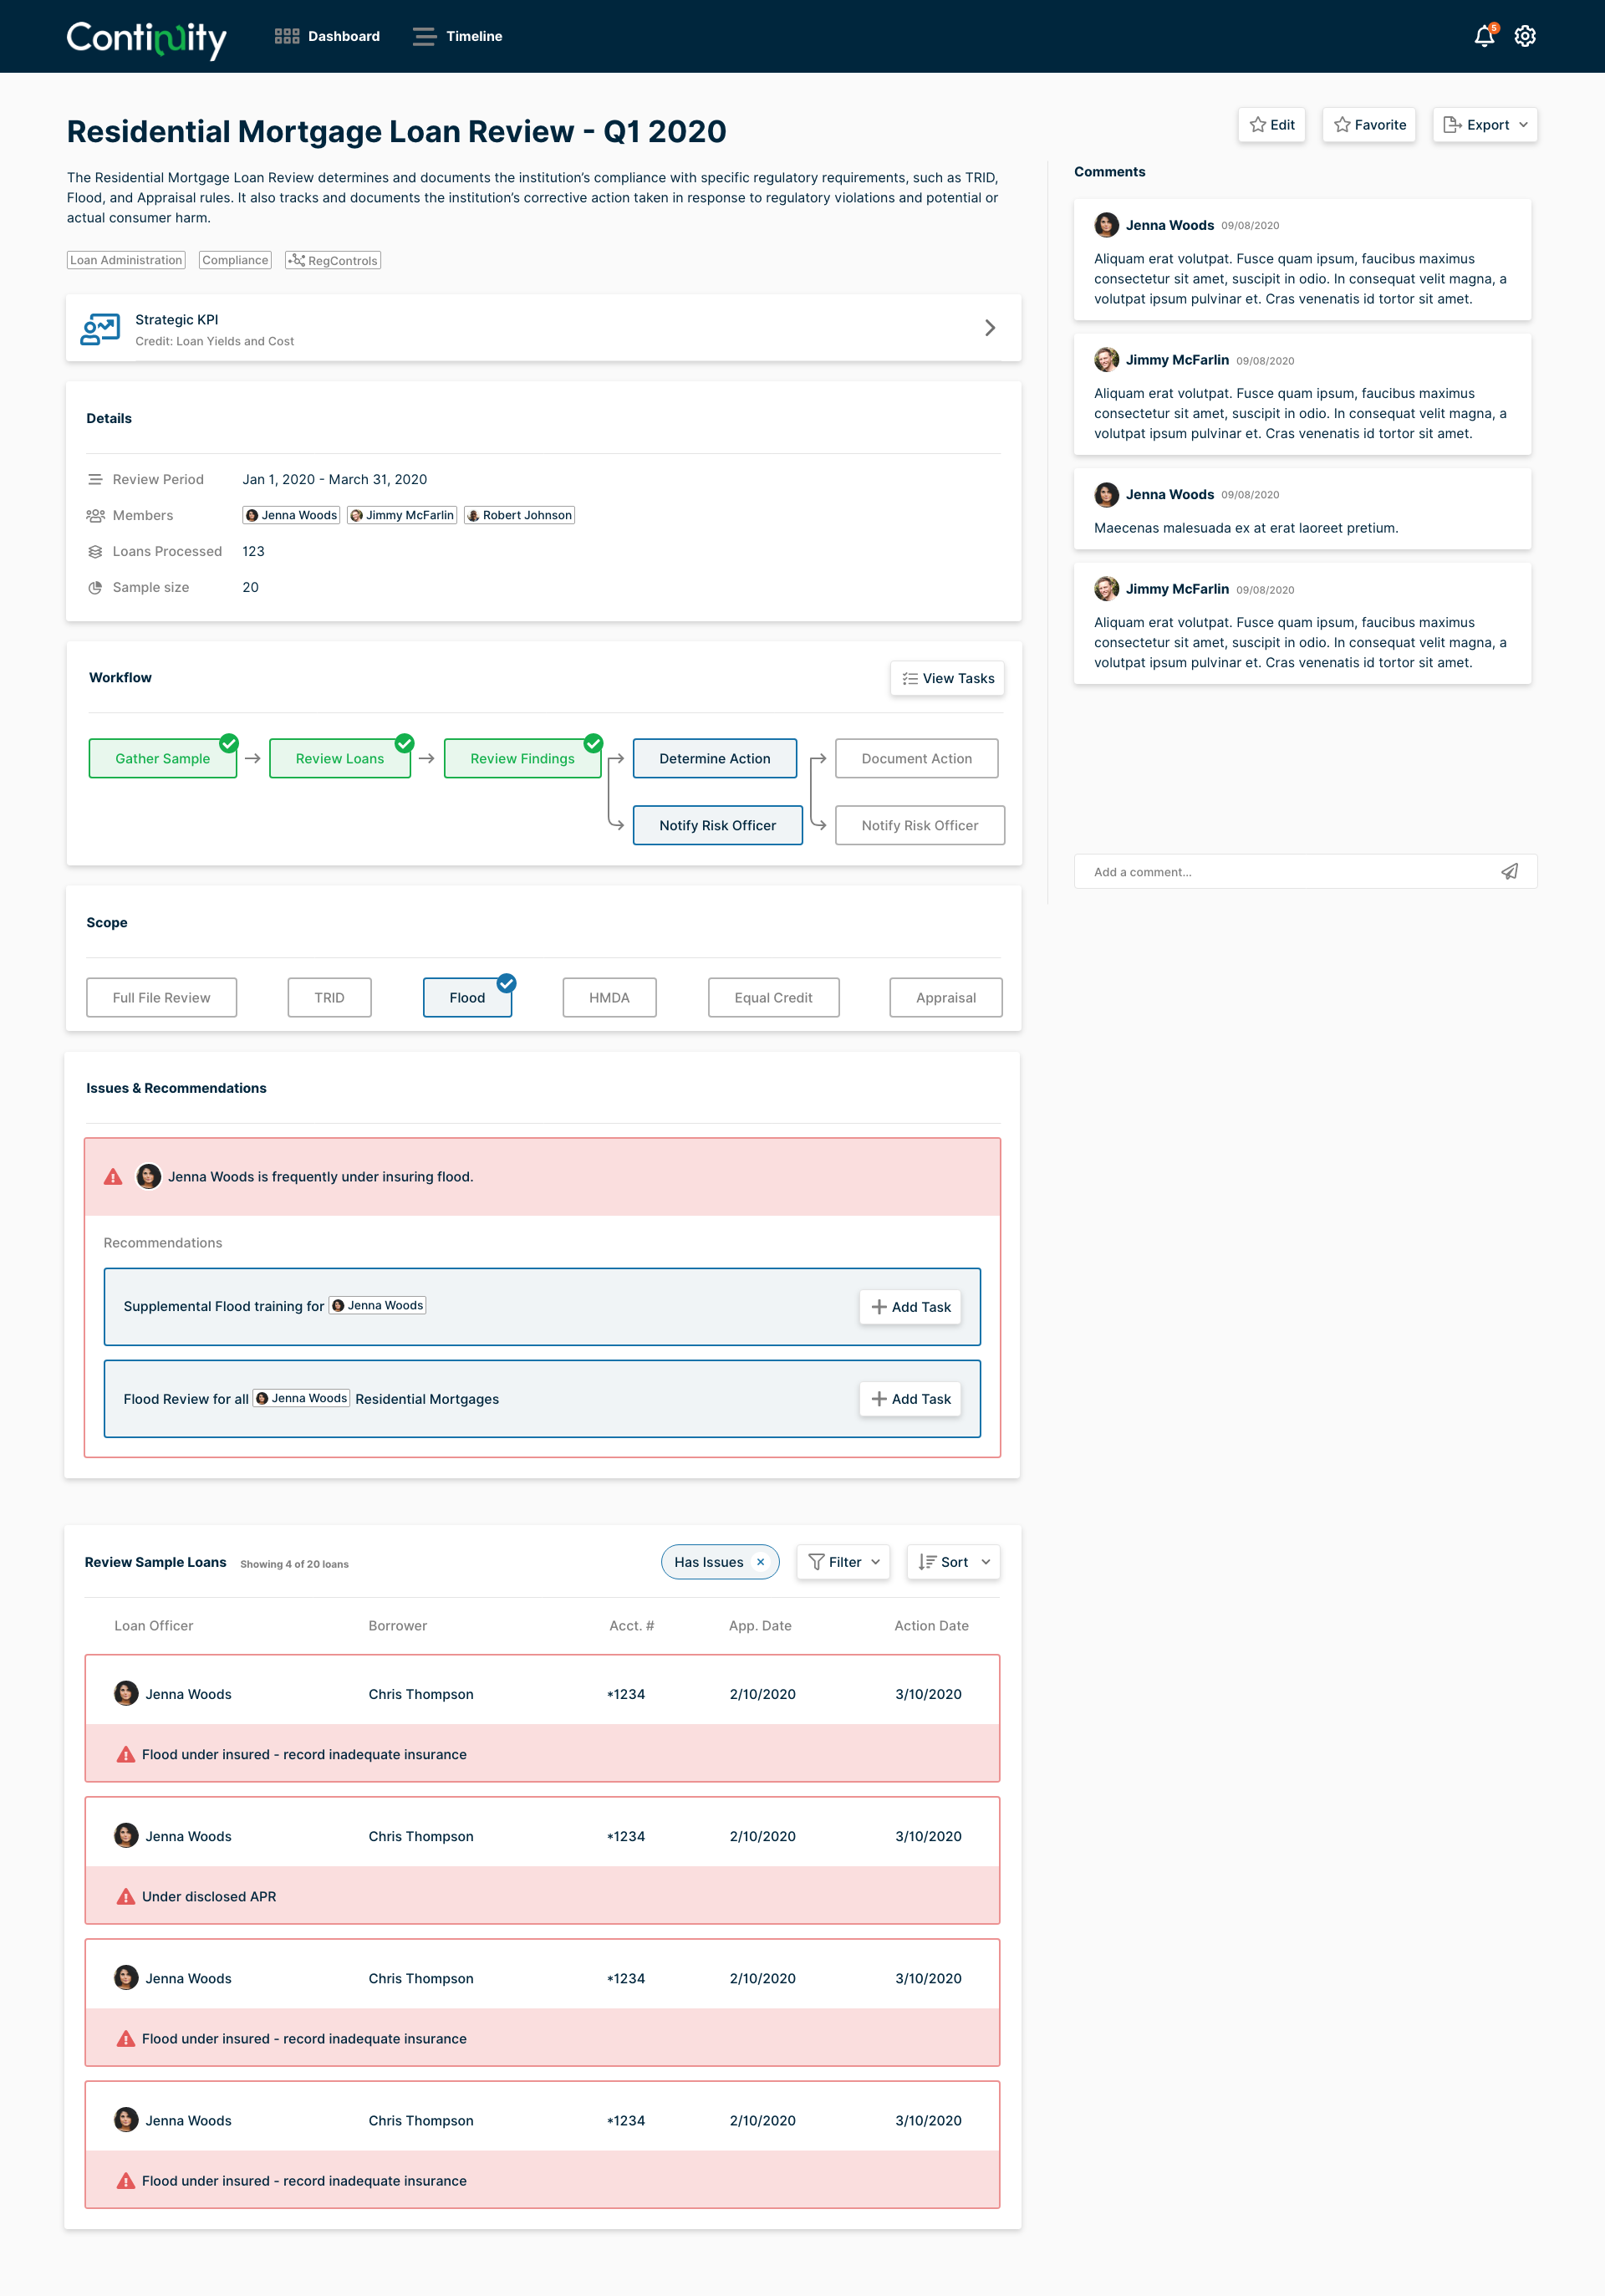 Continuity
Dashboard
Timeline
5
Residential Mortgage Loan Review - Q1 2020
Edit
Favorite
Export
The Residential Mortgage Loan Review determines and documents the institution’s compliance with specific regulatory requirements, such as TRID,
Flood, and Appraisal rules. It also tracks and documents the institution’s corrective action taken in response to regulatory violations and potential or
actual consumer harm.
Loan Administration
Compliance
RegControls
Strategic KPI
Credit: Loan Yields and Cost
Details
Review Period
Jan 1, 2020 - March 31, 2020
Members
Jenna Woods
Jimmy McFarlin
Robert Johnson
Loans Processed
123
Sample size
20
Workflow
View Tasks
Gather Sample
Review Loans
Review Findings
Determine Action
Document Action
Notify Risk Officer
Notify Risk Officer
Scope
Full File Review
TRID
Flood
HMDA
Equal Credit
Appraisal
Issues & Recommendations
Jenna Woods is frequently under insuring flood.
Recommendations
Supplemental Flood training for Jenna Woods
Add Task
Flood Review for all Jenna Woods Residential Mortgages
Add Task
Review Sample Loans
Showing 4 of 20 loans
Has Issues
Filter
Sort
Loan Officer
Borrower
Acct. #
App. Date
Action Date
Jenna Woods
Chris Thompson
*1234
2/10/2020
3/10/2020
Flood under insured - record inadequate insurance
Jenna Woods
Chris Thompson
*1234
2/10/2020
3/10/2020
Under disclosed APR
Jenna Woods
Chris Thompson
*1234
2/10/2020
3/10/2020
Flood under insured - record inadequate insurance
Jenna Woods
Chris Thompson
*1234
2/10/2020
3/10/2020
Flood under insured - record inadequate insurance
Comments
Jenna Woods 09/08/2020
Aliquam erat volutpat. Fusce quam ipsum, faucibus maximus
consectetur sit amet, suscipit in odio. In consequat velit magna, a
volutpat ipsum pulvinar et. Cras venenatis id tortor sit amet.
Jimmy McFarlin 09/08/2020
Aliquam erat volutpat. Fusce quam ipsum, faucibus maximus
consectetur sit amet, suscipit in odio. In consequat velit magna, a
volutpat ipsum pulvinar et. Cras venenatis id tortor sit amet.
Jenna Woods 09/08/2020
Maecenas malesuada ex at erat laoreet pretium.
Jimmy McFarlin 09/08/2020
Aliquam erat volutpat. Fusce quam ipsum, faucibus maximus
consectetur sit amet, suscipit in odio. In consequat velit magna, a
volutpat ipsum pulvinar et. Cras venenatis id tortor sit amet.
Add a comment...